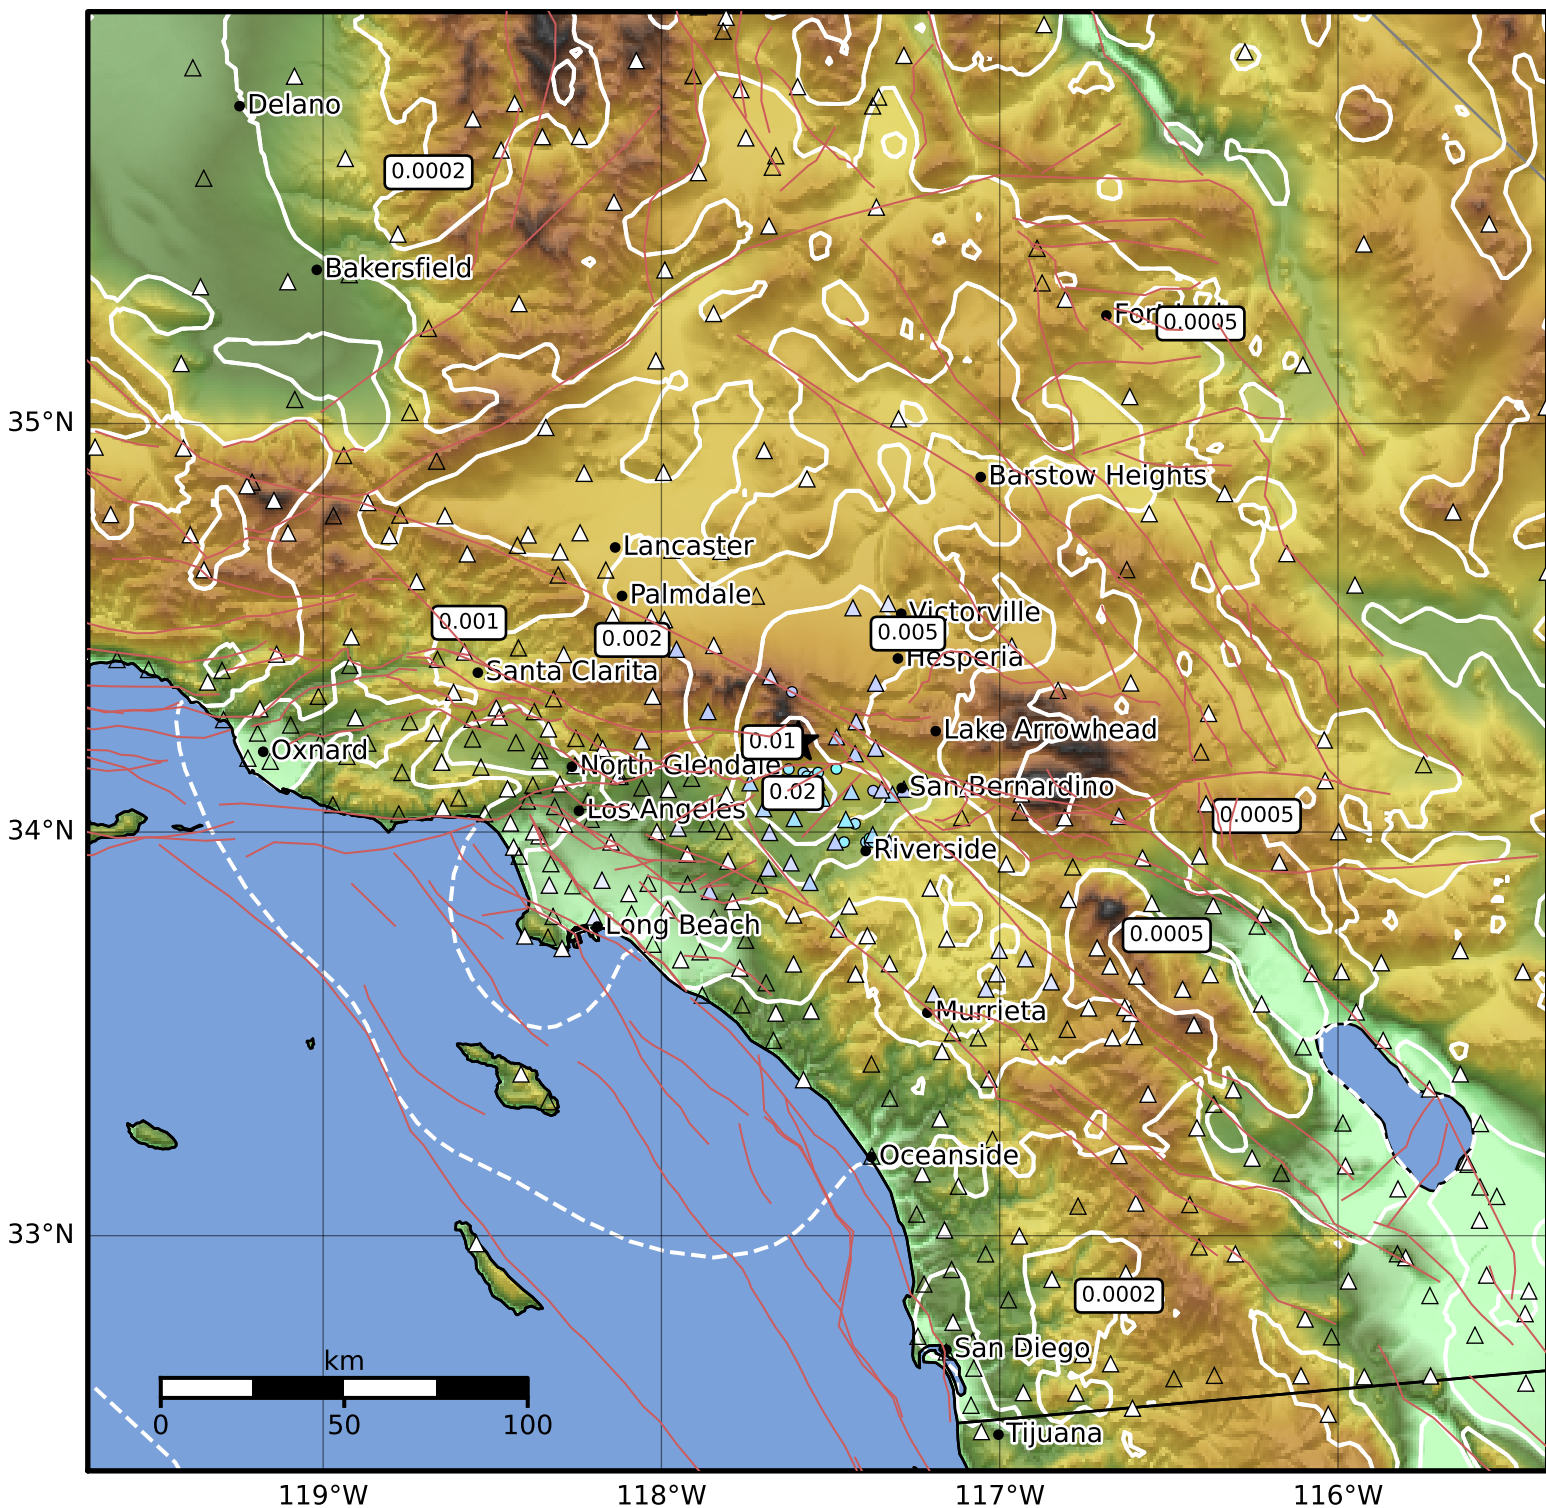 Delano
0.0002
Bakersfield
For
0.0005
35°N
Barstow Heights
Lancaster
Palmdale
Victorville
0.001
0.002
0.005
Hesperia
Santa Clarita
Lake Arrowhead
0.01
Oxnard
North Glendale
San Bernardino
0.02
Los Angeles
0.0005
34°N
Riverside
Long Beach
0.0005
Murrieta
Oceanside
33°N
0.0002
San Diego
km
0 50 100
Tijuana
119°W 118°W 117°W 116°W